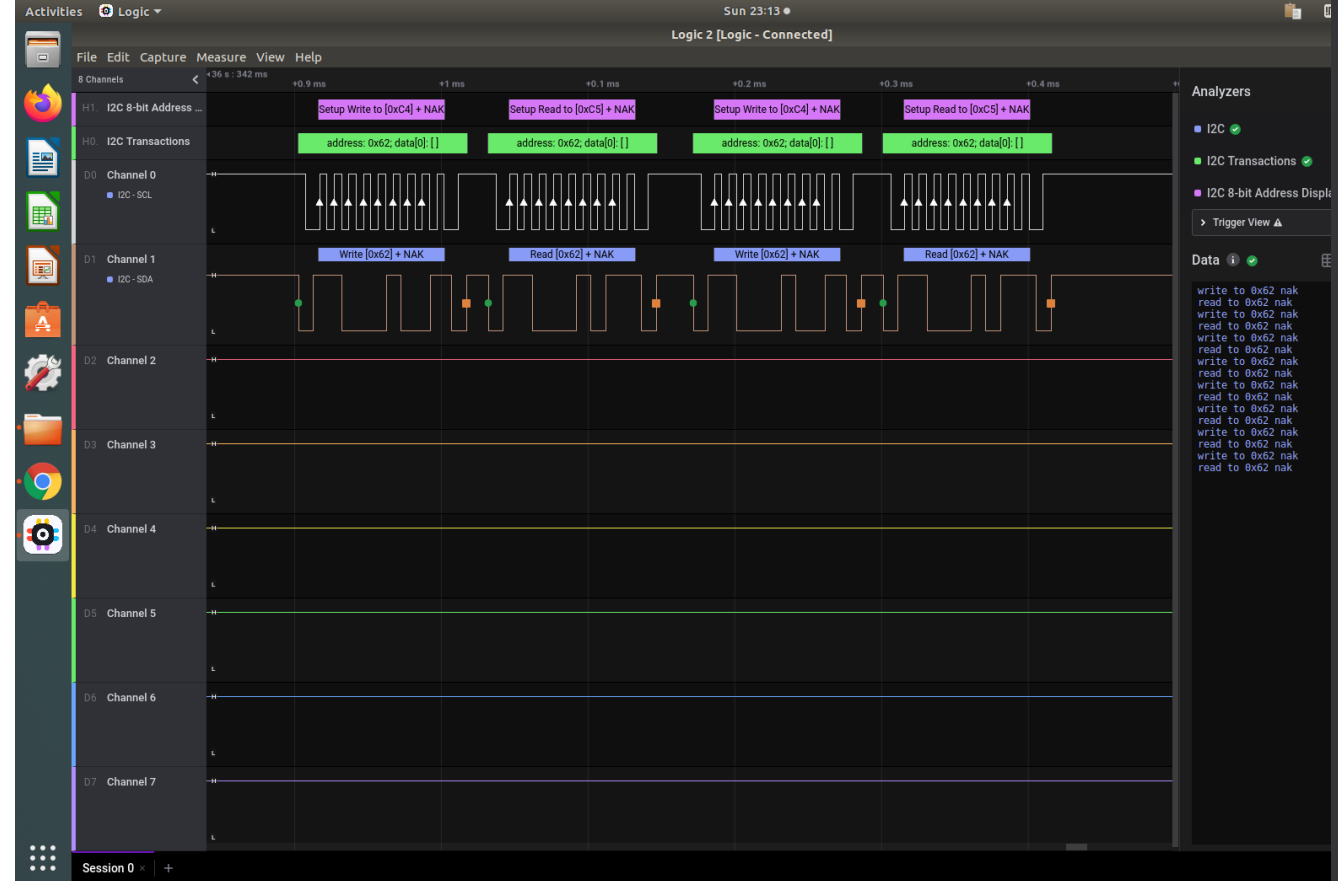 Activities Logic Sun 23:13
Logic 2 [Logic - Connected]
File Edit Capture Measure View Help
8 Channels 36 s : 342 ms
+0.9 ms +1 ms +0.1 ms +0.2 ms +0.3 ms +0.4 ms
Analyzers
H1. I2C 8-bit Address ... Setup Write to [0xC4] + NAK Setup Read to [0xC5] + NAK Setup Write to [0xC4] + NAK Setup Read to [0xC5] + NAK
I2C
H0. I2C Transactions address: 0x62; data[0]: [ ] address: 0x62; data[0]: [ ] address: 0x62; data[0]: [ ] address: 0x62; data[0]: [ ]
I2C Transactions
D0 Channel 0 H
I2C - SCL
L
I2C 8-bit Address Displa
Trigger View
D1 Channel 1 Write [0x62] + NAK Read [0x62] + NAK Write [0x62] + NAK Read [0x62] + NAK
I2C - SDA H
L
Data
write to 0x62 nak
read to 0x62 nak
write to 0x62 nak
read to 0x62 nak
write to 0x62 nak
read to 0x62 nak
write to 0x62 nak
read to 0x62 nak
write to 0x62 nak
read to 0x62 nak
write to 0x62 nak
read to 0x62 nak
write to 0x62 nak
read to 0x62 nak
write to 0x62 nak
read to 0x62 nak
D2 Channel 2 H
L
D3 Channel 3 H
L
D4 Channel 4 H
L
D5 Channel 5 H
L
D6 Channel 6 H
L
D7 Channel 7 H
L
Session 0 × +